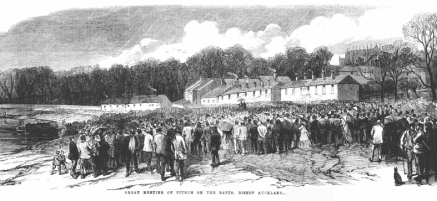 GREAT MEETING OF PITMEN ON THE BATTS, BISHOP AUCKLAND.